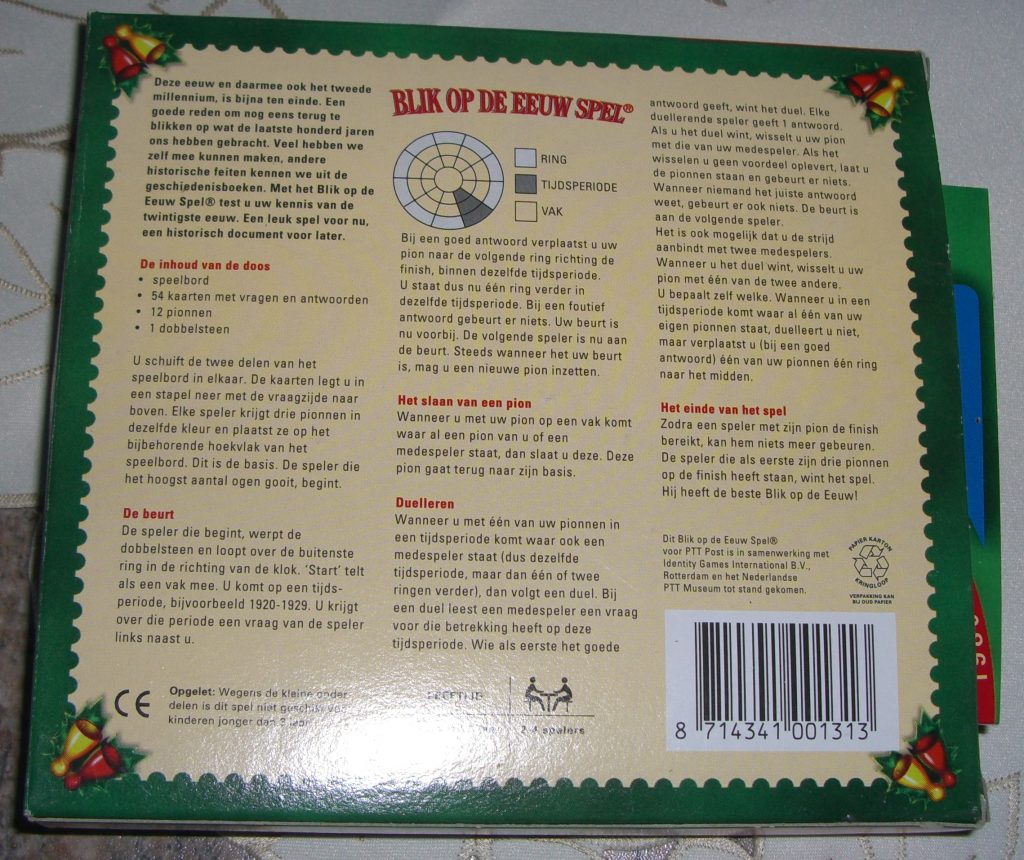 Deze eeuw en daarmee ook het tweede
millennium, is bijna ten einde. Een
goede reden om nog eens terug te
blikken op wat de laatste honderd jaren
ons hebben gebracht. Veel hebben we
zelf mee kunnen maken, andere
historische feiten kennen we uit de
geschiedenisboeken. Met het Blik op de
Eeuw Spel® test u uw kennis van de
twintigste eeuw. Een leuk spel voor nu,
een historisch document voor later.
De inhoud van de doos
• speelbord
• 54 kaarten met vragen en antwoorden
• 12 pionnen
• 1 dobbelsteen
U schuift de twee delen van het
speelbord in elkaar. De kaarten legt u in
een stapel neer met de vraagzijde naar
boven. Elke speler krijgt drie pionnen in
dezelfde kleur en plaatst ze op het
bijbehorende hoekvlak van het
speelbord. Dit is de basis. De speler die
het hoogst aantal ogen gooit, begint.
De beurt
De speler die begint, werpt de
dobbelsteen en loopt over de buitenste
ring in de richting van de klok. 'Start' telt
als een vak mee. U komt op een tijds-
periode, bijvoorbeeld 1920-1929. U krijgt
over die periode een vraag van de speler
links naast u.
BLIK OP DE EEUW SPEL®
RING
TIJDSPERIODE
VAK
Bij een goed antwoord verplaatst u uw
pion naar de volgende ring richting de
finish, binnen dezelfde tijdsperiode.
U staat dus nu één ring verder in
dezelfde tijdsperiode. Bij een foutief
antwoord gebeurt er niets. Uw beurt is
nu voorbij. De volgende speler is nu aan
de beurt. Steeds wanneer het uw beurt
is, mag u een nieuwe pion inzetten.
Het slaan van een pion
Wanneer u met uw pion op een vak komt
waar al een pion van u of een
medespeler staat, dan slaat u deze. Deze
pion gaat terug naar zijn basis.
Duelleren
Wanneer u met één van uw pionnen in
een tijdsperiode komt waar ook een
medespeler staat (dus dezelfde
tijdsperiode, maar dan één of twee
ringen verder), dan volgt een duel. Bij
een duel leest een medespeler een vraag
voor die betrekking heeft op deze
tijdsperiode. Wie als eerste het goede
antwoord geeft, wint het duel. Elke
duellerende speler geeft 1 antwoord.
Als u het duel wint, wisselt u uw pion
met die van uw medespeler. Als het
wisselen u geen voordeel oplevert, laat u
de pionnen staan en gebeurt er niets.
Wanneer niemand het juiste antwoord
weet, gebeurt er ook niets. De beurt is
aan de volgende speler.
Het is ook mogelijk dat u de strijd
aanbindt met twee medespelers.
Wanneer u het duel wint, wisselt u uw
pion met één van de twee andere.
U bepaalt zelf welke. Wanneer u in een
tijdsperiode komt waar al één van uw
eigen pionnen staat, duelleert u niet,
maar verplaatst u (bij een goed
antwoord) één van uw pionnen één ring
naar het midden.
Het einde van het spel
Zodra een speler met zijn pion de finish
bereikt, kan hem niets meer gebeuren.
De speler die als eerste zijn drie pionnen
op de finish heeft staan, wint het spel.
Hij heeft de beste Blik op de Eeuw!
Dit Blik op de Eeuw Spel®
voor PTT Post is in samenwerking met
Identity Games International B.V.,
Rotterdam en het Nederlandse
PTT Museum tot stand gekomen.
PAPIER KARTON
KRINGLOOP
VERPAKKING KAN
BIJ OUD PAPIER
CE
Opgelet: Wegens de kleine onder
delen is dit spel niet geschikt voor
kinderen jonger dan 3 jaar
LEEFTIJD
2-4 spelers
8 714341 001313